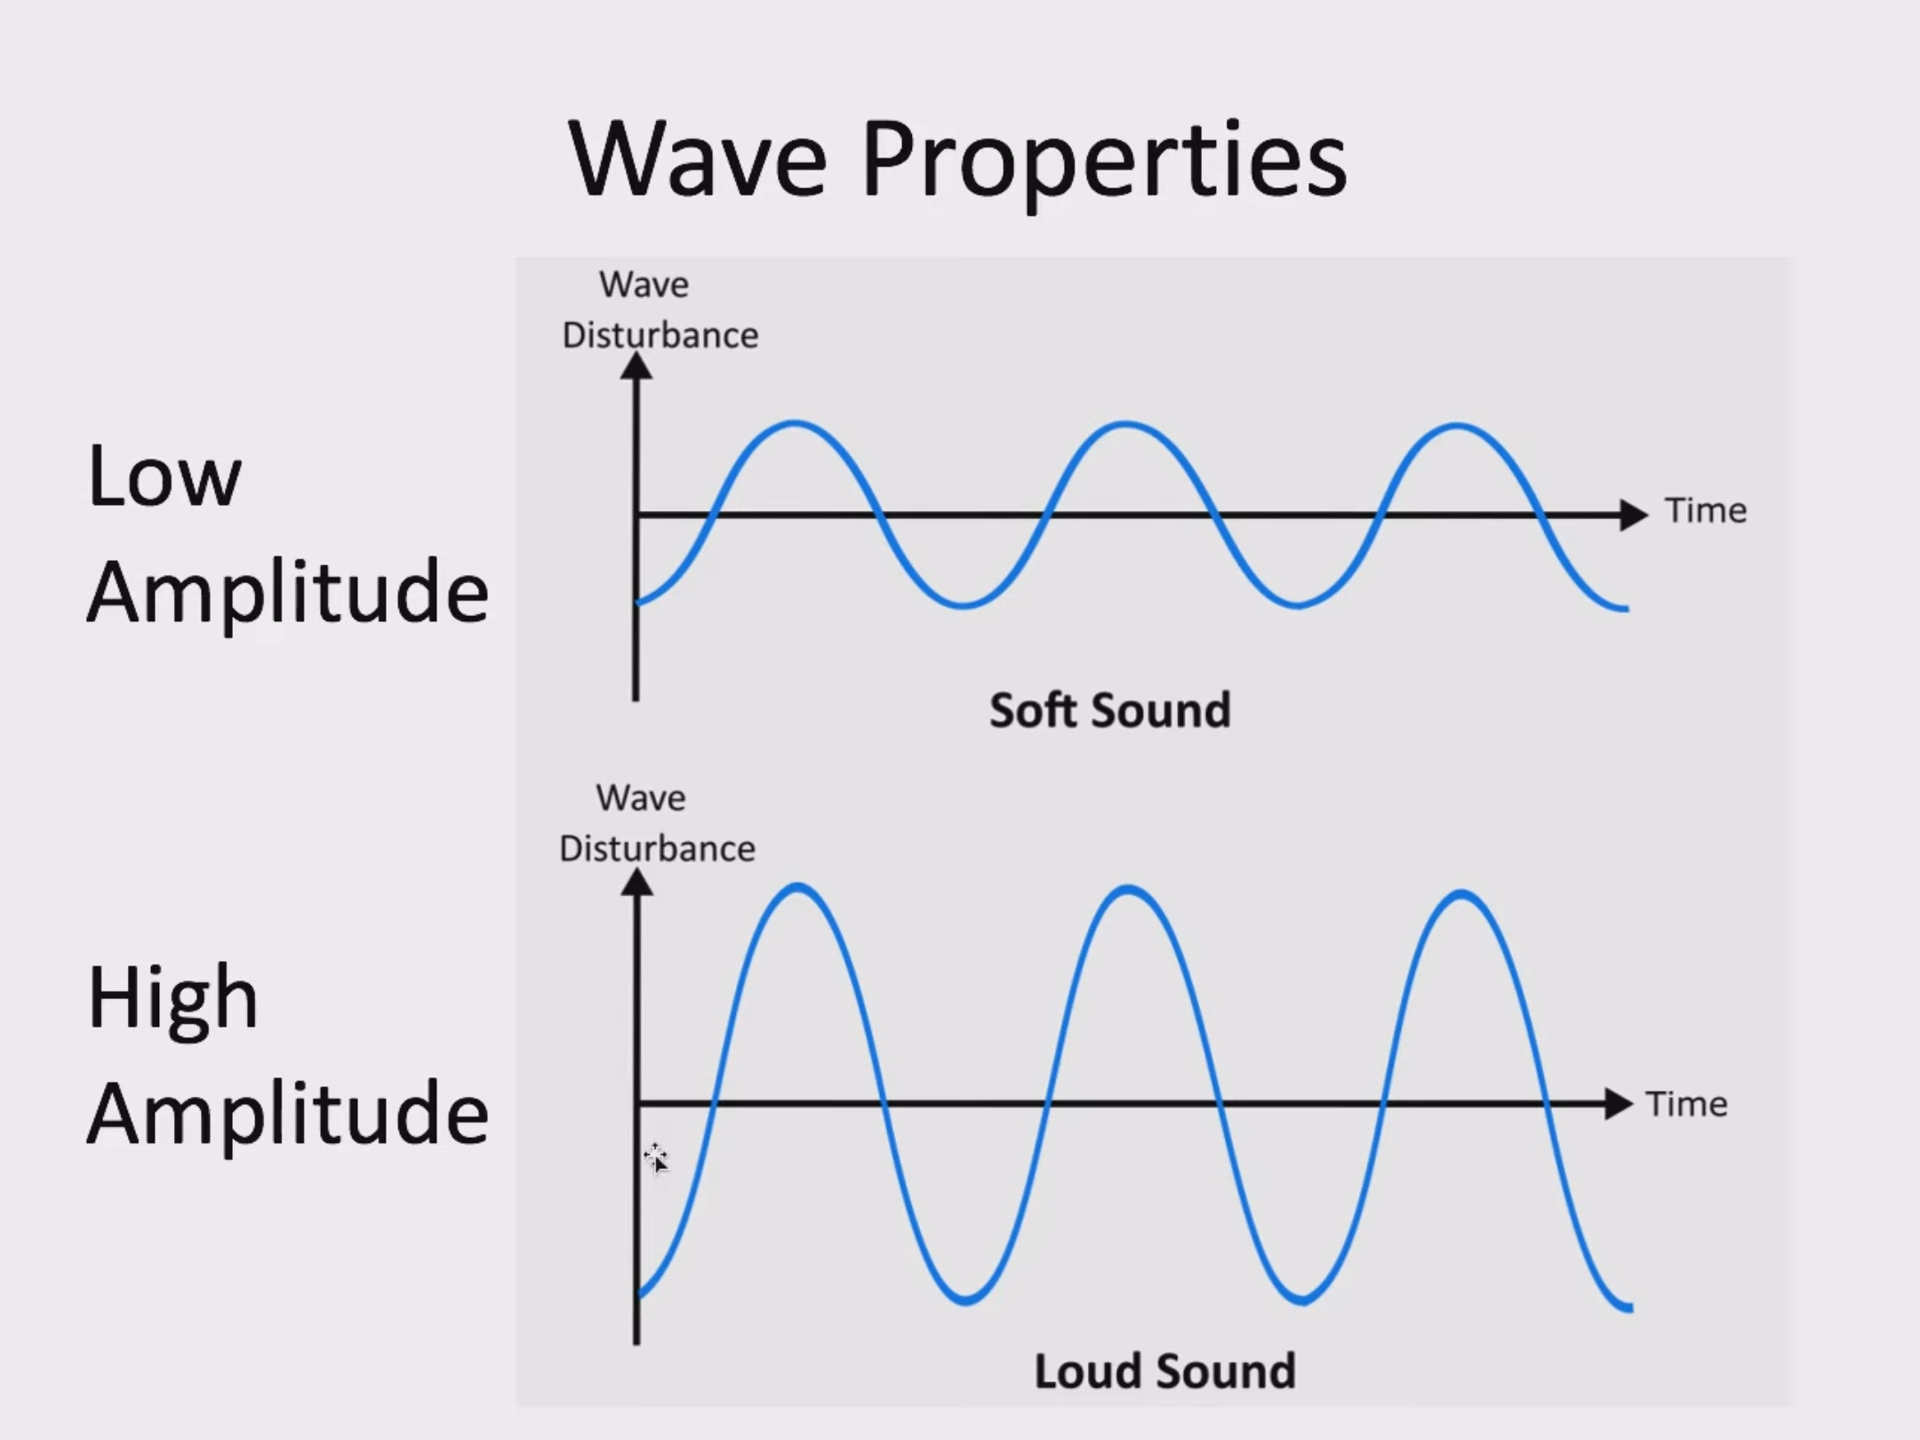 Wave Properties
Wave
Disturbance
Low
Amplitude
Time
Soft Sound
Wave
Disturbance
High
Amplitude
Time
Loud Sound